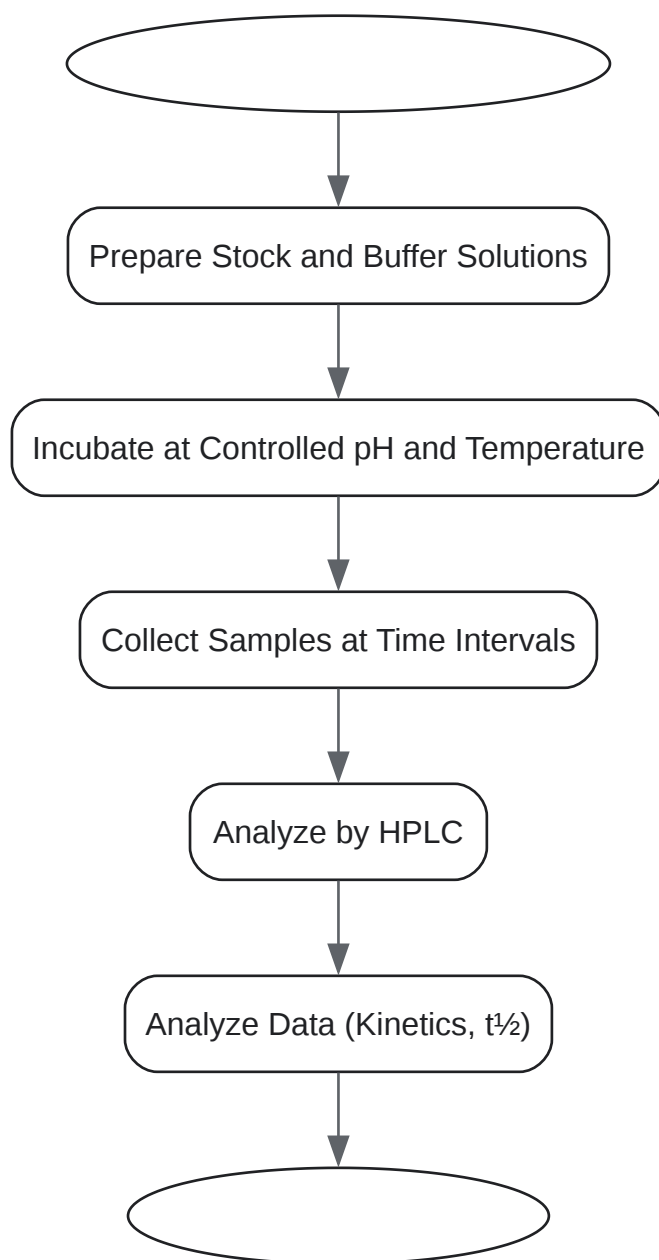 Prepare Stock and Buffer Solutions
Incubate at Controlled pH and Temperature
Collect Samples at Time Intervals
Analyze by HPLC
Analyze Data (Kinetics, t½)